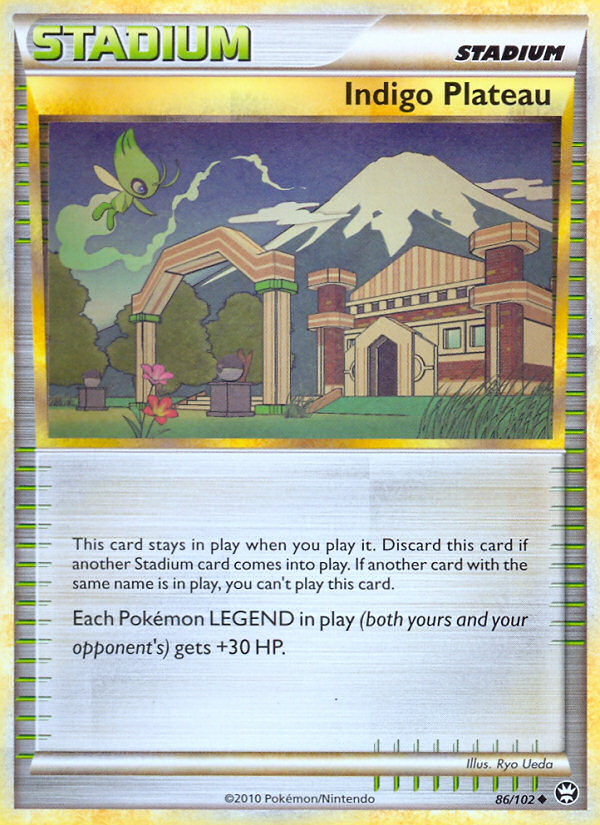 STADIUM
STADIUM
Indigo Plateau
This card stays in play when you play it. Discard this card if
another Stadium card comes into play. If another card with the
same name is in play, you can't play this card.
Each Pokémon LEGEND in play (both yours and your
opponent's) gets +30 HP.
Illus. Ryo Ueda
©2010 Pokémon/Nintendo
86/102